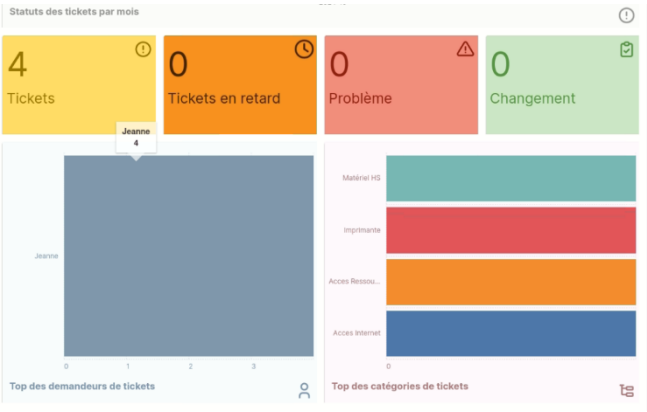 Statuts des tickets par mois
4
Tickets
0
Tickets en retard
0
Problème
0
Changement
Jeanne
4
Jeanne
0 1 2 3
Top des demandeurs de tickets
Matériel HS
Imprimante
Acces Ressou...
Acces Internet
0
Top des catégories de tickets